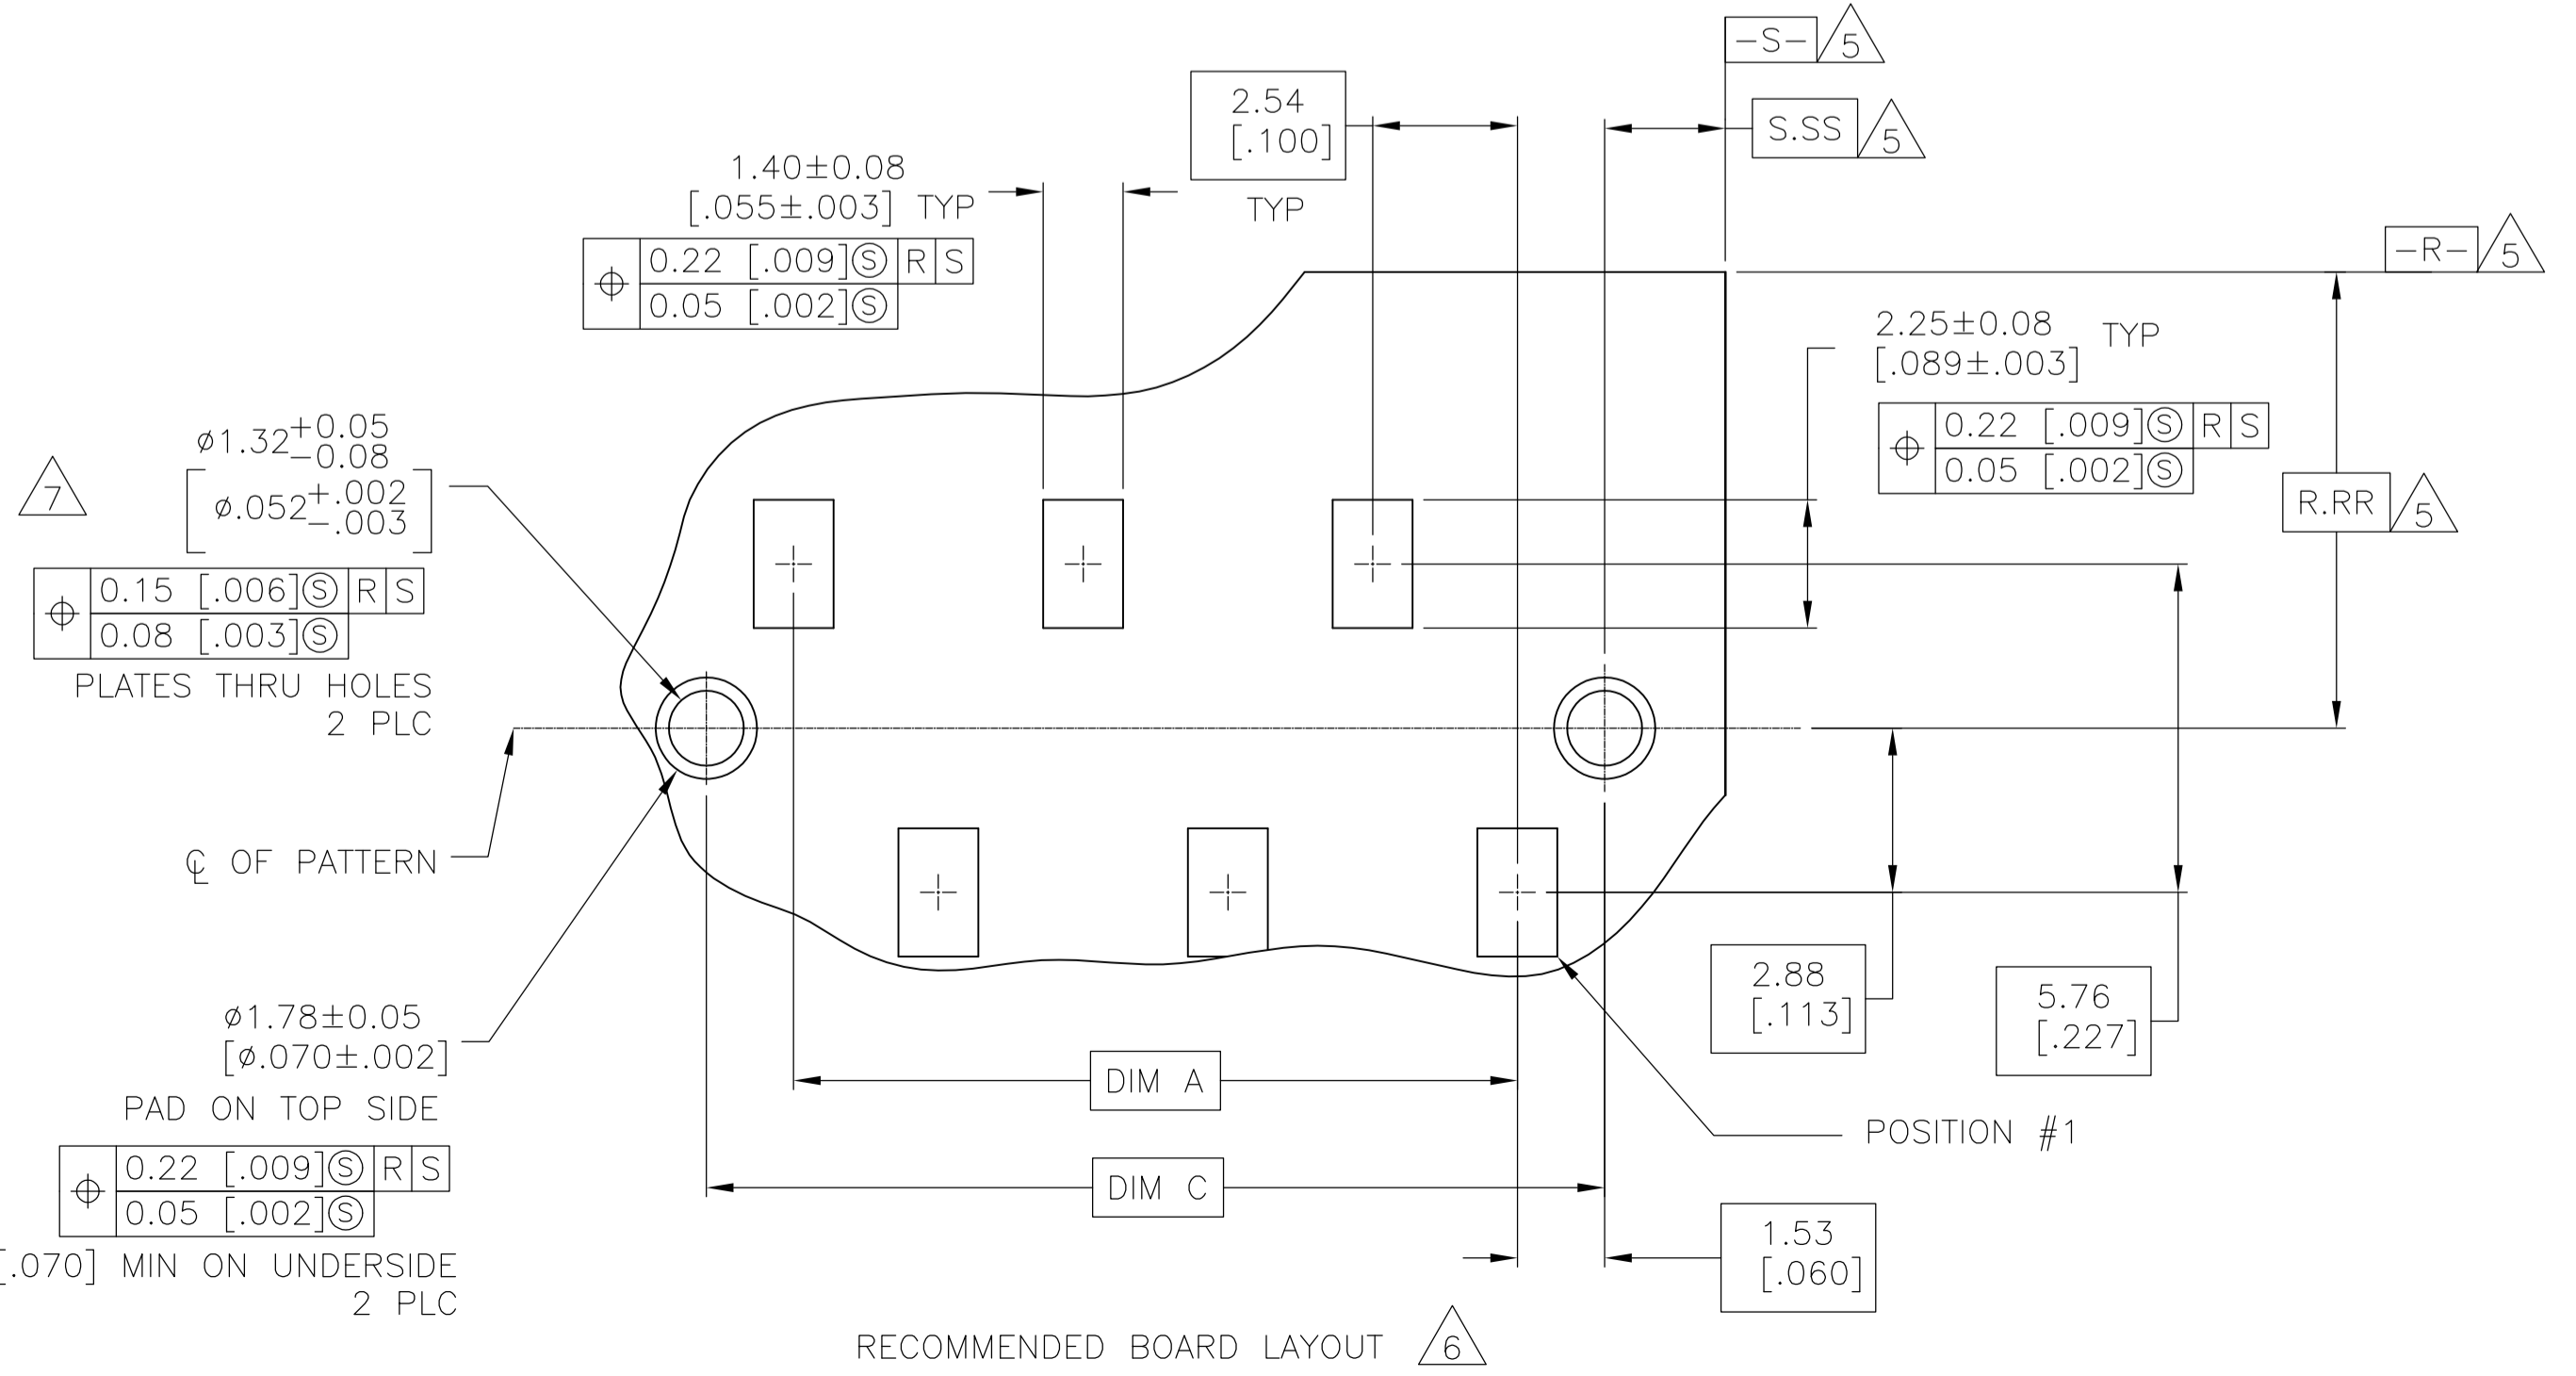 -S- 5
S.SS 5
2.54
[.100]
TYP
1.40±0.08
[.055±.003] TYP
⌖ 0.22 [.009]Ⓢ R S
0.05 [.002]Ⓢ
-R- 5
2.25±0.08 TYP
[.089±.003]
⌖ 0.22 [.009]Ⓢ R S
0.05 [.002]Ⓢ
R.RR 5
7
ø1.32+0.05
-0.08
[ø.052+.002
-.003]
⌖ 0.15 [.006]Ⓢ R S
0.08 [.003]Ⓢ
PLATES THRU HOLES
2 PLC
℄ OF PATTERN
ø1.78±0.05
[ø.070±.002]
PAD ON TOP SIDE
⌖ 0.22 [.009]Ⓢ R S
0.05 [.002]Ⓢ
[.070] MIN ON UNDERSIDE
2 PLC
DIM A
DIM C
2.88
[.113]
5.76
[.227]
POSITION #1
1.53
[.060]
RECOMMENDED BOARD LAYOUT 6